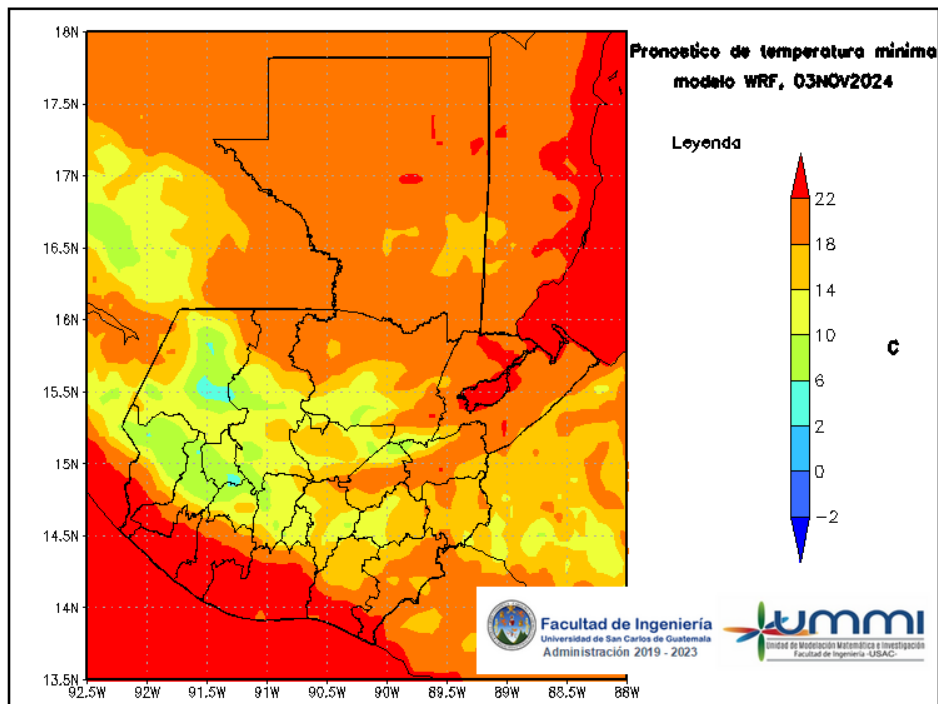 Pronostico de temperatura minima
modelo WRF, 03NOV2024
Leyenda
22
18
14
10
6
2
0
−2
C
18N
17.5N
17N
16.5N
16N
15.5N
15N
14.5N
14N
13.5N
92.5W 92W 91.5W 91W 90.5W 90W 89.5W 89W 88.5W 88W
Facultad de Ingeniería
Universidad de San Carlos de Guatemala
Administración 2019 - 2023
ummi
Unidad de Modelación Matemática e Investigación
Facultad de Ingeniería -USAC-